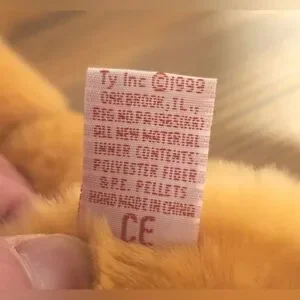 Ty Inc ©1999
OAKBROOK, IL.,
REG.NO.PA-1965(KR)
ALL NEW MATERIAL
INNER CONTENTS:
POLYESTER FIBER
& P.E. PELLETS
HAND MADE IN CHINA
CE